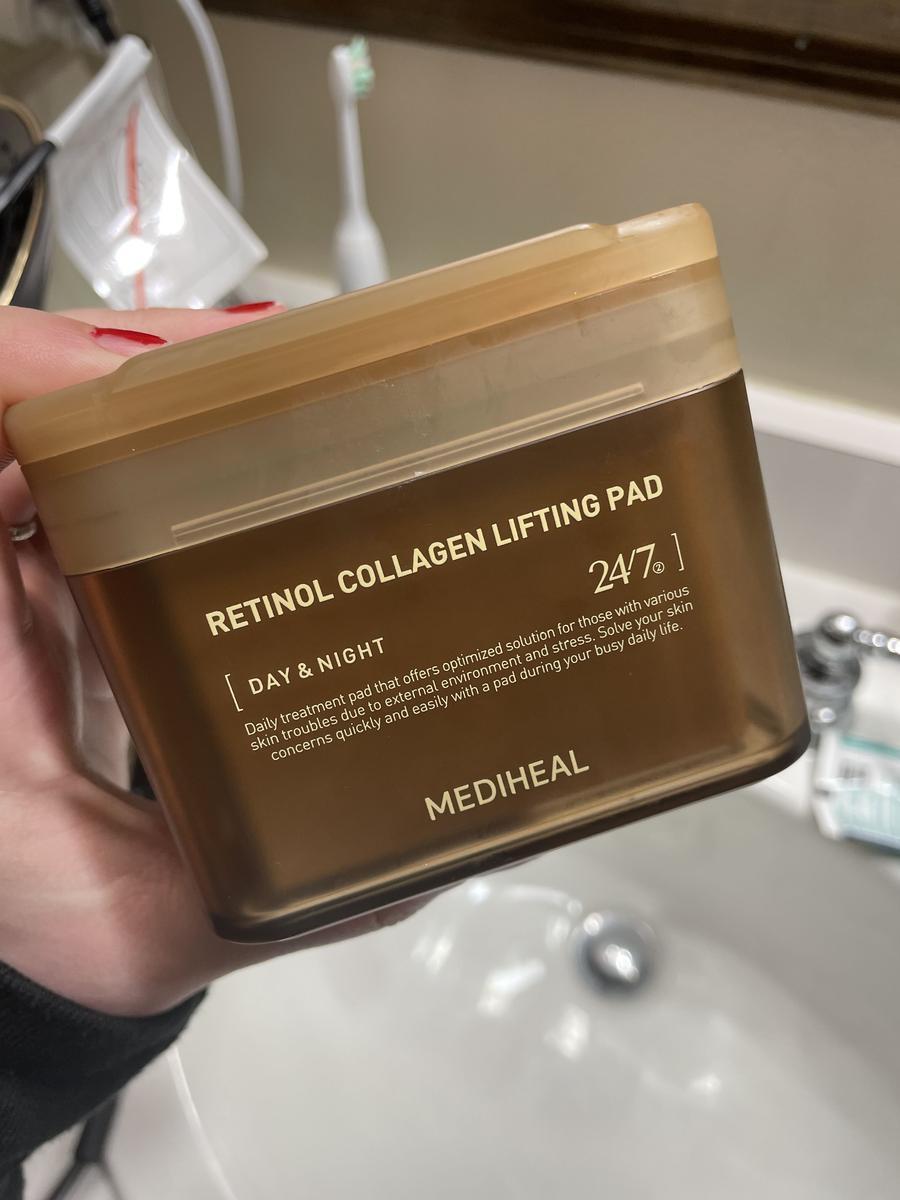 RETINOL COLLAGEN LIFTING PAD
[ DAY & NIGHT 24/7② ]
Daily treatment pad that offers optimized solution for those with various
skin troubles due to external environment and stress. Solve your skin
concerns quickly and easily with a pad during your busy daily life.
MEDIHEAL